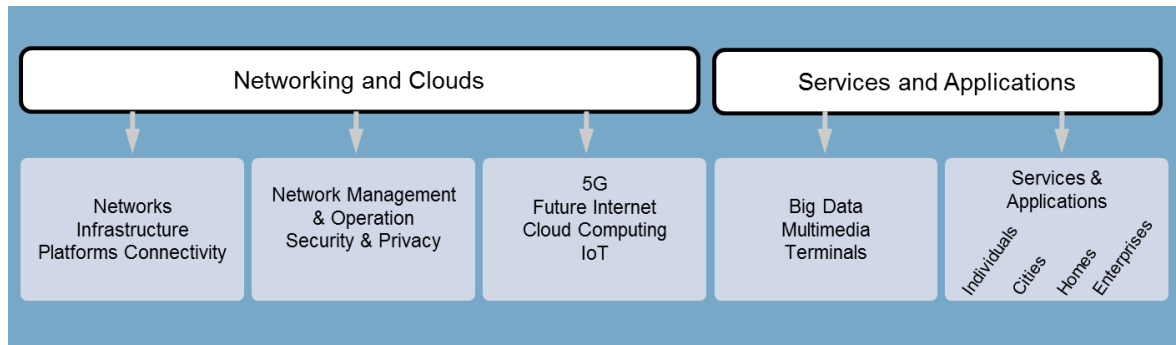 Networking and Clouds
Services and Applications
Networks
Infrastructure
Platforms Connectivity
Network Management
& Operation
Security & Privacy
5G
Future Internet
Cloud Computing
IoT
Big Data
Multimedia
Terminals
Services &
Applications
Individuals
Cities
Homes
Enterprises